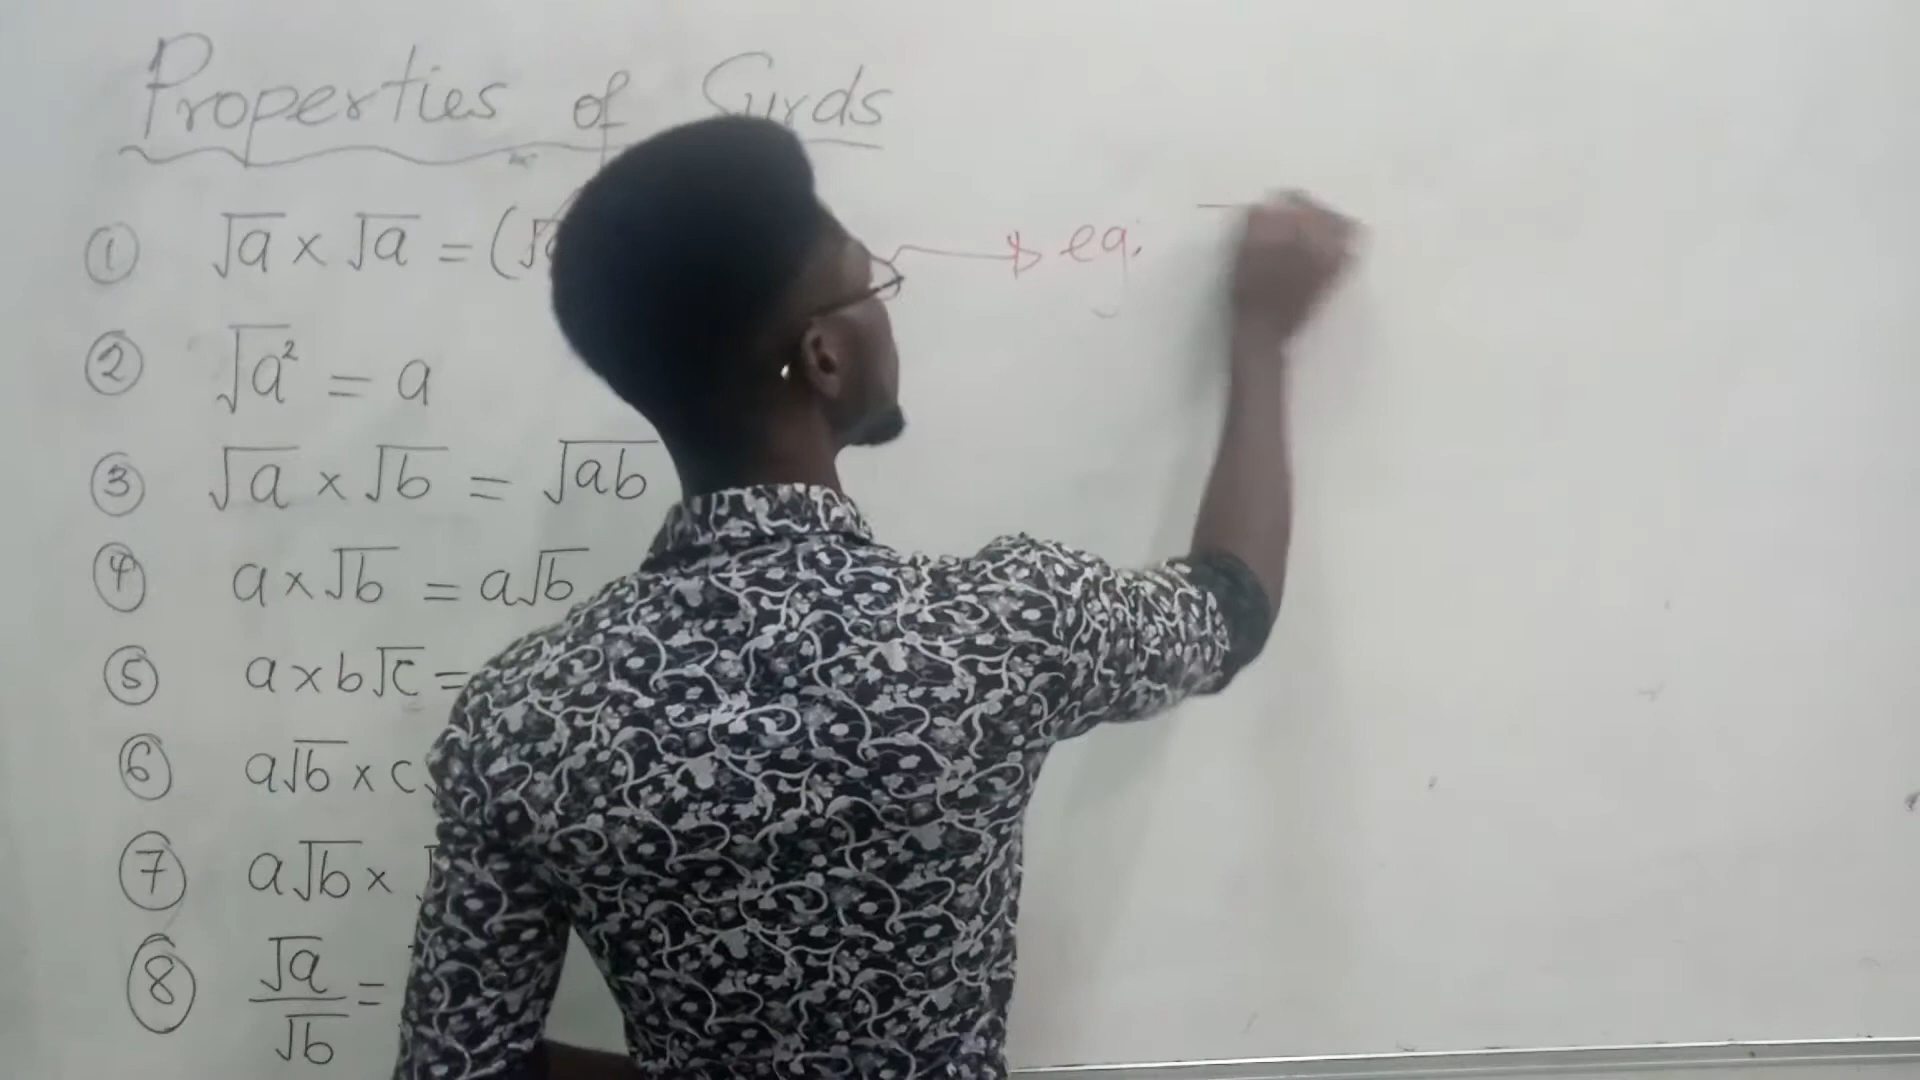 Properties of Surds
① √a × √a = (√a → eg:
② √a² = a
③ √a × √b = √ab
④ a × √b = a√b
⑤ a × b√c =
⑥ a√b × c
⑦ a√b ×
⑧ √a/√b =